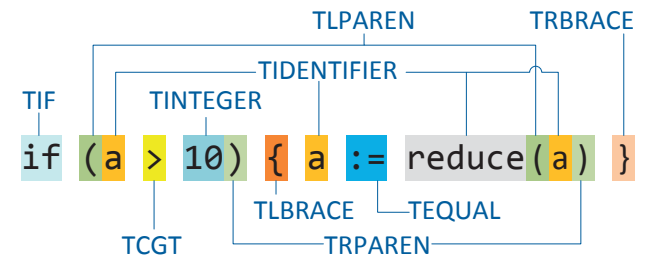 TLPAREN TRBRACE
TIDENTIFIER
TIF TINTEGER
if (a > 10) { a := reduce(a) }
TLBRACE TEQUAL
TCGT TRPAREN